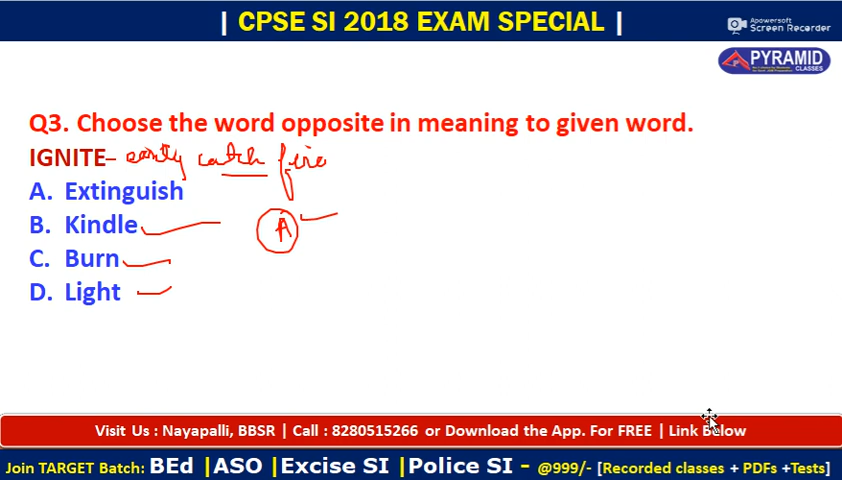 | CPSE SI 2018 EXAM SPECIAL |
Apowersoft
Screen Recorder
PYRAMID
CLASSES
Q3. Choose the word opposite in meaning to given word.
IGNITE– catch fire
A. Extinguish
B. Kindle
A
C. Burn
D. Light
Visit Us : Nayapalli, BBSR | Call : 8280515266 or Download the App. For FREE | Link Below
Join TARGET Batch: BEd |ASO |Excise SI |Police SI - @999/- [Recorded classes + PDFs +Tests]